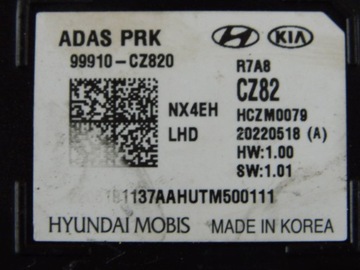 ADAS PRK
KIA
99910-CZ820
R7A8
CZ82
NX4EH
HCZM0079
LHD
20220518 (A)
HW:1.00
SW:1.01
1137AAHUTM500111
HYUNDAI MOBIS
MADE IN KOREA